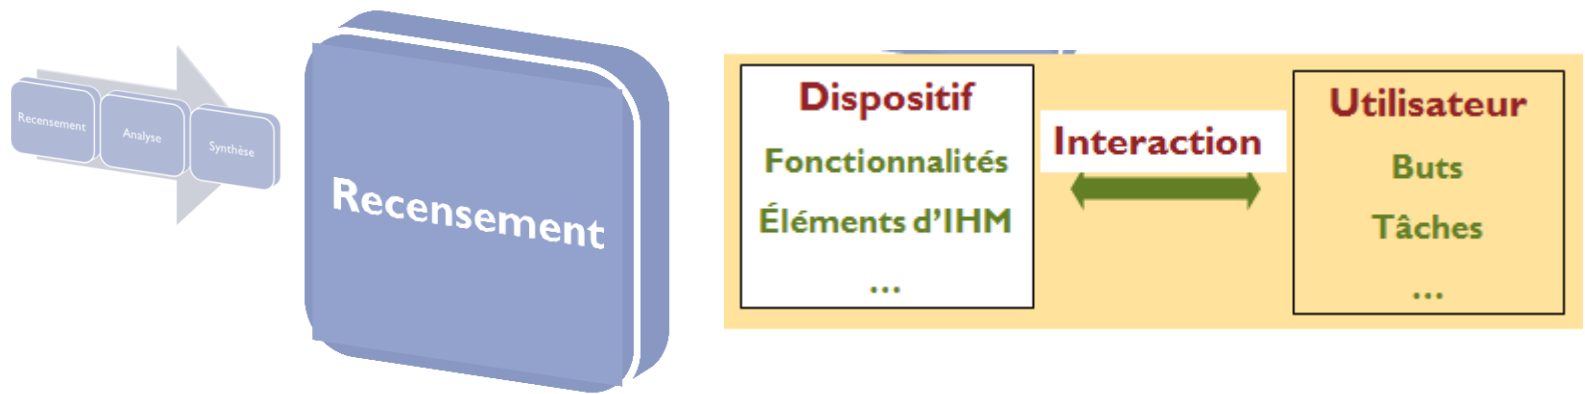 Recensement
Analyse
Synthèse
Recensement
Dispositif
Fonctionnalités
Éléments d’IHM
...
Interaction
Utilisateur
Buts
Tâches
...